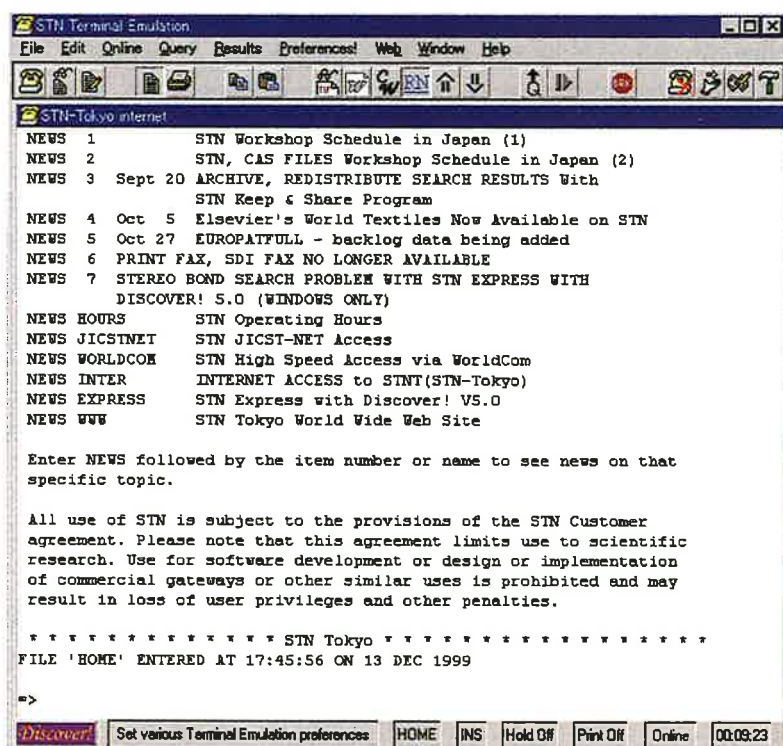 STN Terminal Emulation
File Edit Online Query Results Preferences! Web Window Help
RN
STN-Tokyo internet
NEWS 1 STN Workshop Schedule in Japan (1)
NEWS 2 STN, CAS FILES Workshop Schedule in Japan (2)
NEWS 3 Sept 20 ARCHIVE, REDISTRIBUTE SEARCH RESULTS With
STN Keep & Share Program
NEWS 4 Oct 5 Elsevier's World Textiles Now Available on STN
NEWS 5 Oct 27 EUROPATFULL - backlog data being added
NEWS 6 PRINT FAX, SDI FAX NO LONGER AVAILABLE
NEWS 7 STEREO BOND SEARCH PROBLEM WITH STN EXPRESS WITH
DISCOVER! 5.0 (WINDOWS ONLY)
NEWS HOURS STN Operating Hours
NEWS JICSTNET STN JICST-NET Access
NEWS WORLDCOM STN High Speed Access via WorldCom
NEWS INTER INTERNET ACCESS to STNT(STN-Tokyo)
NEWS EXPRESS STN Express with Discover! V5.0
NEWS WWW STN Tokyo World Wide Web Site
Enter NEWS followed by the item number or name to see news on that
specific topic.
All use of STN is subject to the provisions of the STN Customer
agreement. Please note that this agreement limits use to scientific
research. Use for software development or design or implementation
of commercial gateways or other similar uses is prohibited and may
result in loss of user privileges and other penalties.
* * * * * * * * * * * * * STN Tokyo * * * * * * * * * * * * * * * * *
FILE 'HOME' ENTERED AT 17:45:56 ON 13 DEC 1999
=>
Discover! Set various Terminal Emulation preferences HOME INS Hold Off Print Off Online 00:09:23